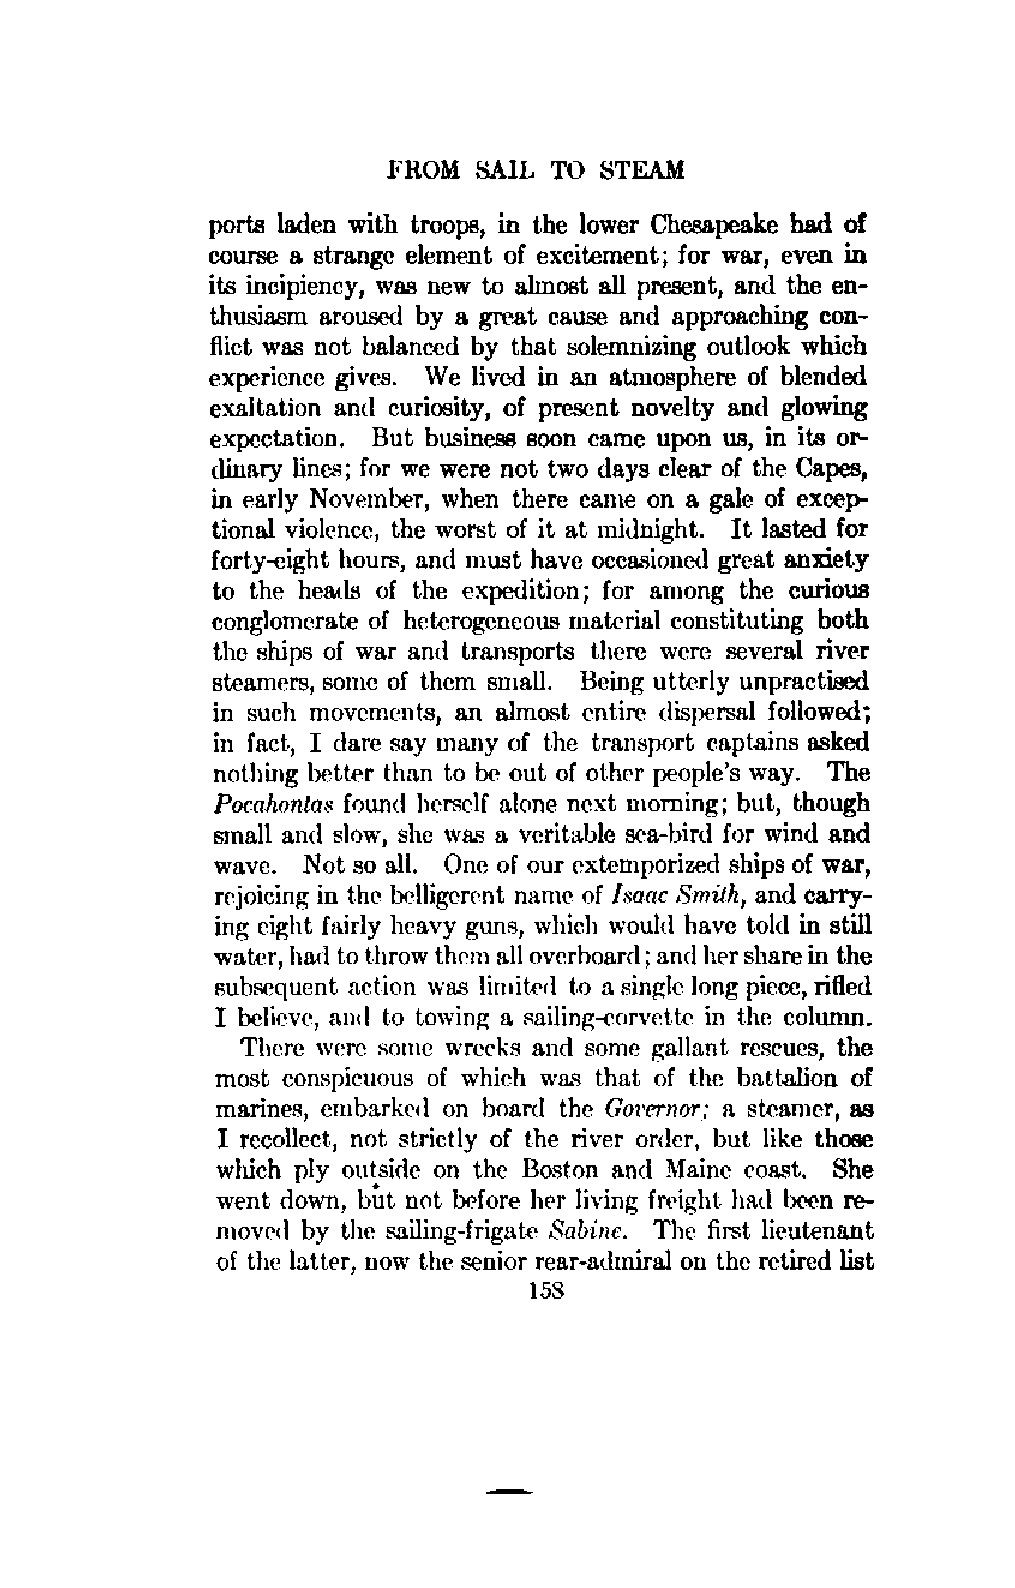 FROM SAIL TO STEAM
ports laden with troops, in the lower Chesapeake had of
course a strange element of excitement; for war, even in
its incipiency, was new to almost all present, and the en-
thusiasm aroused by a great cause and approaching con-
flict was not balanced by that solemnizing outlook which
experience gives. We lived in an atmosphere of blended
exaltation and curiosity, of present novelty and glowing
expectation. But business soon came upon us, in its or-
dinary lines; for we were not two days clear of the Capes,
in early November, when there came on a gale of excep-
tional violence, the worst of it at midnight. It lasted for
forty-eight hours, and must have occasioned great anxiety
to the heads of the expedition; for among the curious
conglomerate of heterogeneous material constituting both
the ships of war and transports there were several river
steamers, some of them small. Being utterly unpractised
in such movements, an almost entire dispersal followed;
in fact, I dare say many of the transport captains asked
nothing better than to be out of other people's way. The
Pocahontas found herself alone next morning; but, though
small and slow, she was a veritable sea-bird for wind and
wave. Not so all. One of our extemporized ships of war,
rejoicing in the belligerent name of Isaac Smith, and carry-
ing eight fairly heavy guns, which would have told in still
water, had to throw them all overboard; and her share in the
subsequent action was limited to a single long piece, rifled
I believe, and to towing a sailing-corvette in the column.
There were some wrecks and some gallant rescues, the
most conspicuous of which was that of the battalion of
marines, embarked on board the Governor; a steamer, as
I recollect, not strictly of the river order, but like those
which ply outside on the Boston and Maine coast. She
went down, but not before her living freight had been re-
moved by the sailing-frigate Sabine. The first lieutenant
of the latter, now the senior rear-admiral on the retired list
158